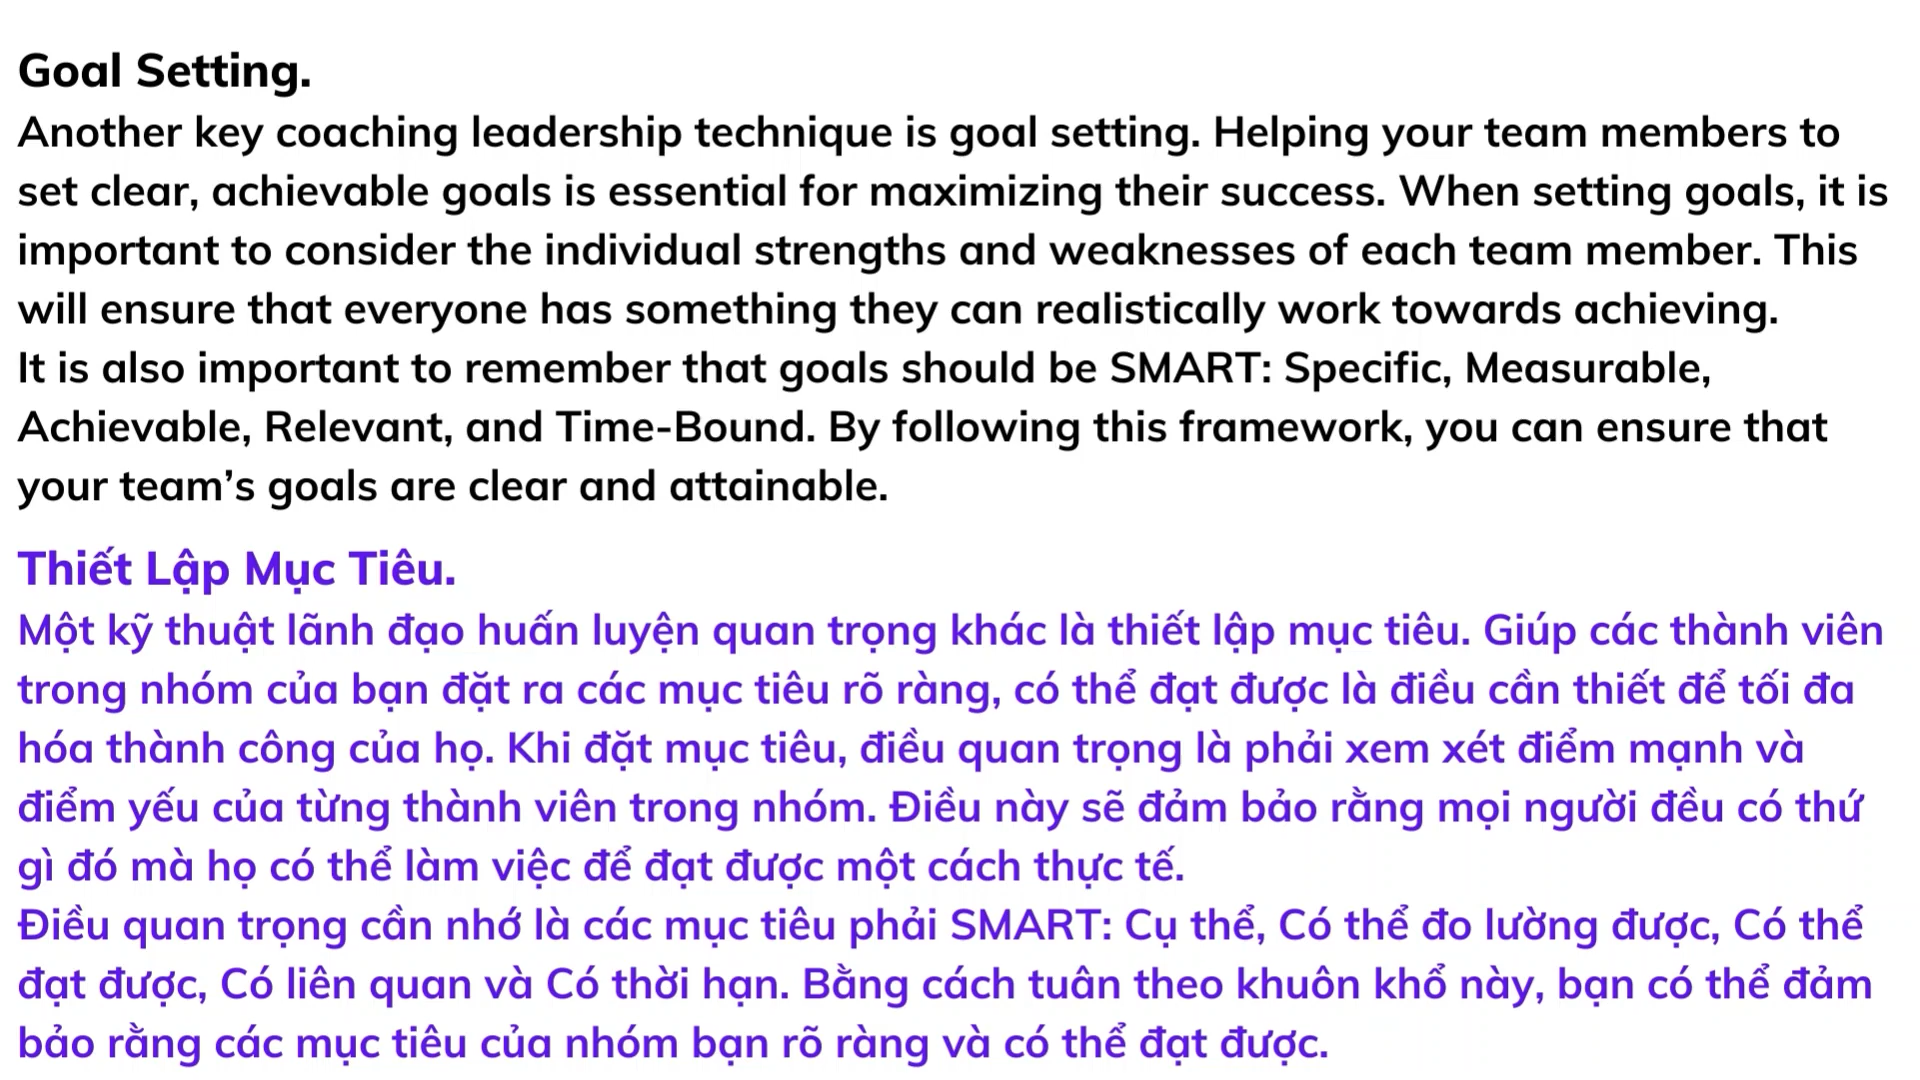 Goal Setting.
Another key coaching leadership technique is goal setting. Helping your team members to
set clear, achievable goals is essential for maximizing their success. When setting goals, it is
important to consider the individual strengths and weaknesses of each team member. This
will ensure that everyone has something they can realistically work towards achieving.
It is also important to remember that goals should be SMART: Specific, Measurable,
Achievable, Relevant, and Time-Bound. By following this framework, you can ensure that
your team’s goals are clear and attainable.
Thiết Lập Mục Tiêu.
Một kỹ thuật lãnh đạo huấn luyện quan trọng khác là thiết lập mục tiêu. Giúp các thành viên
trong nhóm của bạn đặt ra các mục tiêu rõ ràng, có thể đạt được là điều cần thiết để tối đa
hóa thành công của họ. Khi đặt mục tiêu, điều quan trọng là phải xem xét điểm mạnh và
điểm yếu của từng thành viên trong nhóm. Điều này sẽ đảm bảo rằng mọi người đều có thứ
gì đó mà họ có thể làm việc để đạt được một cách thực tế.
Điều quan trọng cần nhớ là các mục tiêu phải SMART: Cụ thể, Có thể đo lường được, Có thể
đạt được, Có liên quan và Có thời hạn. Bằng cách tuân theo khuôn khổ này, bạn có thể đảm
bảo rằng các mục tiêu của nhóm bạn rõ ràng và có thể đạt được.